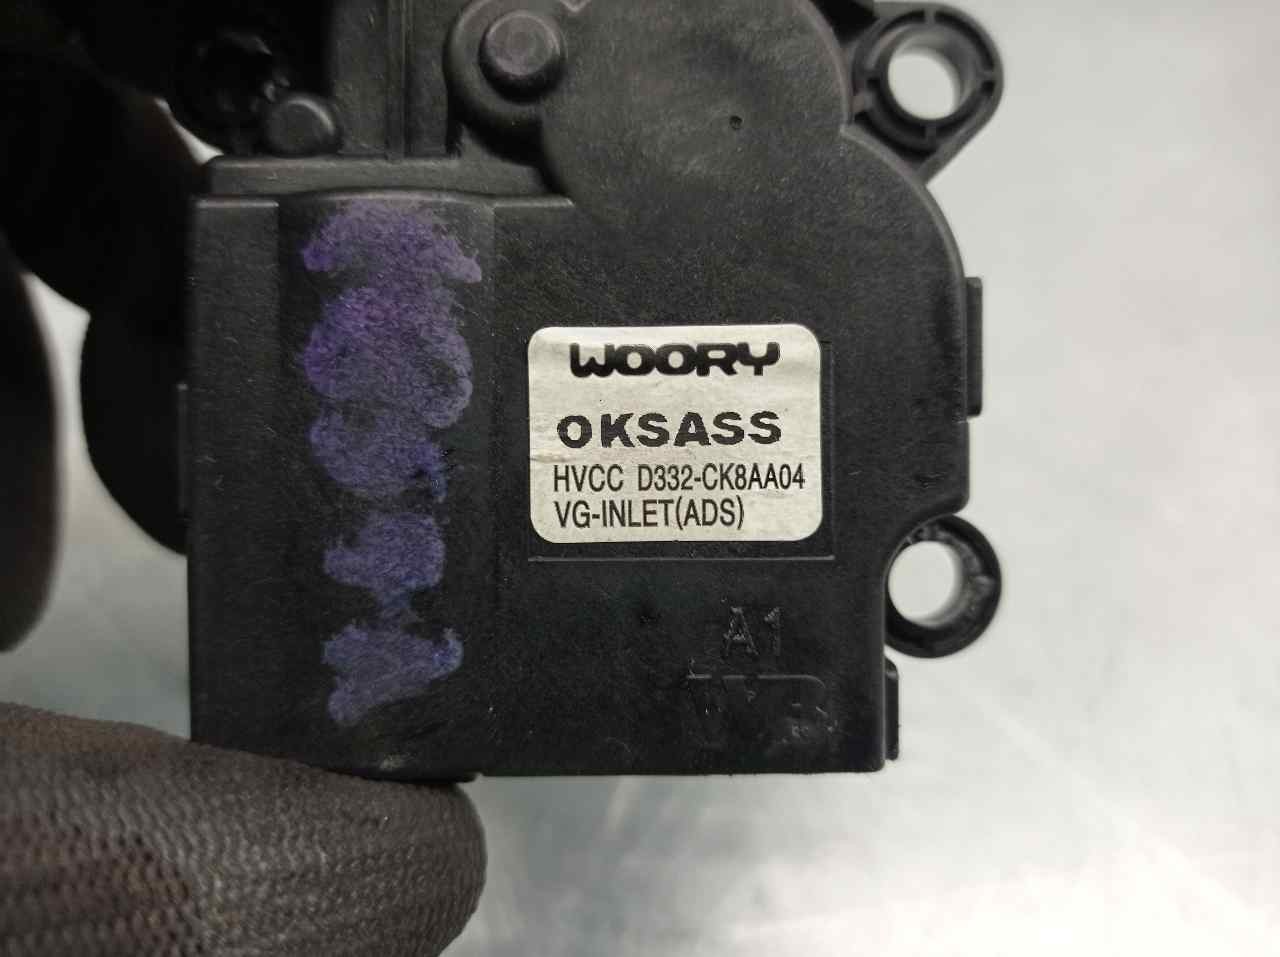 WOORY
OKSASS
HVCC D332-CK8AA04
VG-INLET(ADS)
A1